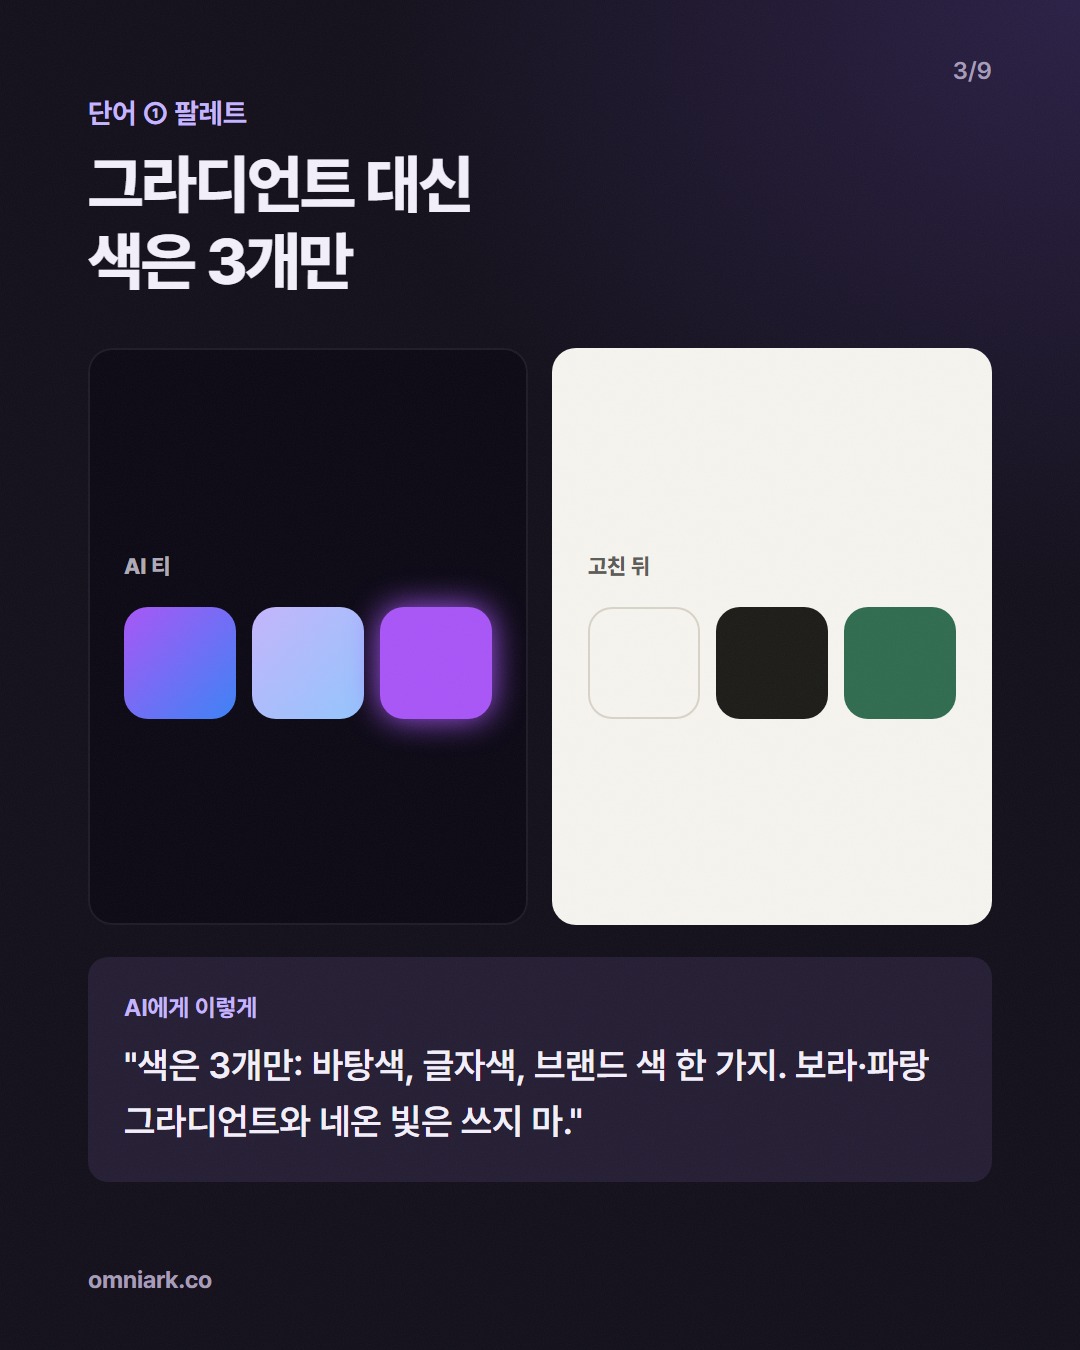 3/9
단어 ① 팔레트
그라디언트 대신
색은 3개만
AI 티
고친 뒤
AI에게 이렇게
"색은 3개만: 바탕색, 글자색, 브랜드 색 한 가지. 보라·파랑
그라디언트와 네온 빛은 쓰지 마."
omniark.co